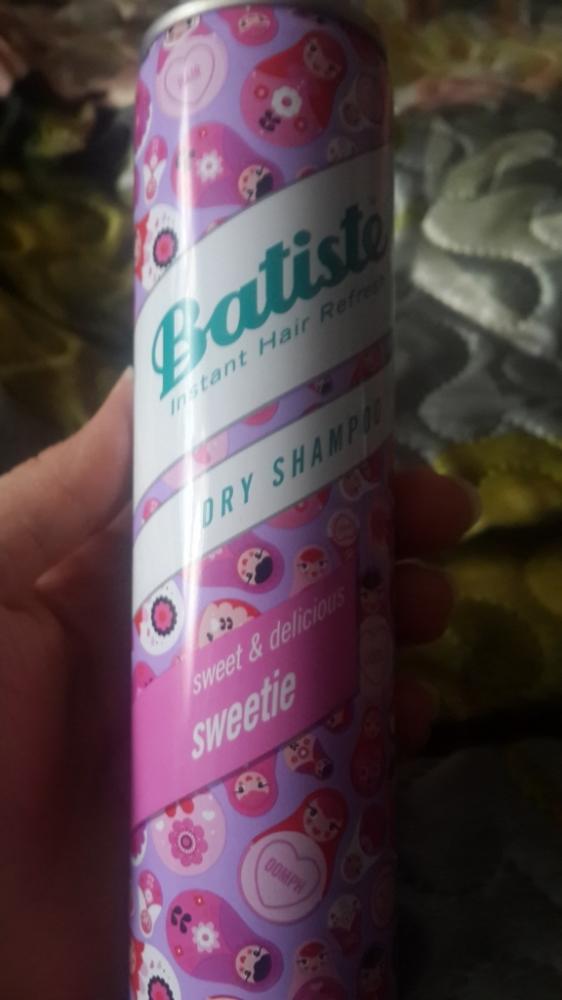 Batiste
Instant Hair Refresh
DRY SHAMPOO
sweet & delicious
sweetie
OOMPH